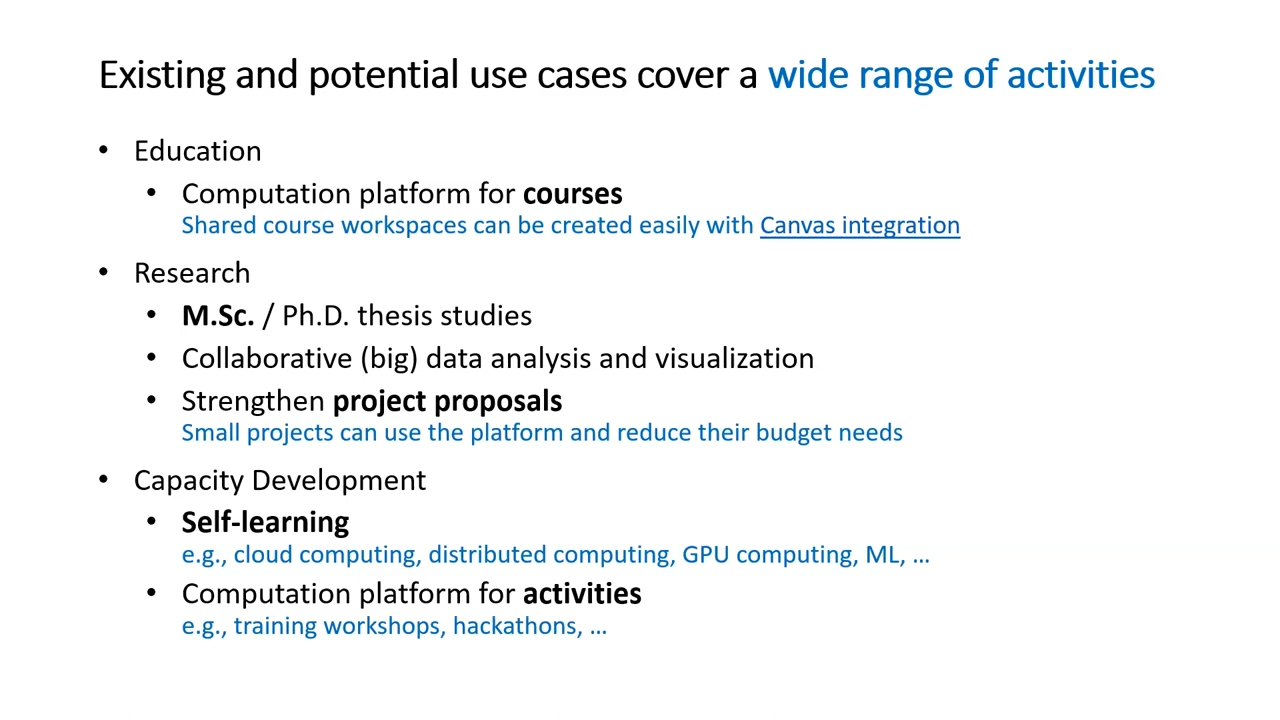 Existing and potential use cases cover a wide range of activities
• Education
• Computation platform for courses
Shared course workspaces can be created easily with Canvas integration
• Research
• M.Sc. / Ph.D. thesis studies
• Collaborative (big) data analysis and visualization
• Strengthen project proposals
Small projects can use the platform and reduce their budget needs
• Capacity Development
• Self-learning
e.g., cloud computing, distributed computing, GPU computing, ML, ...
• Computation platform for activities
e.g., training workshops, hackathons, ...